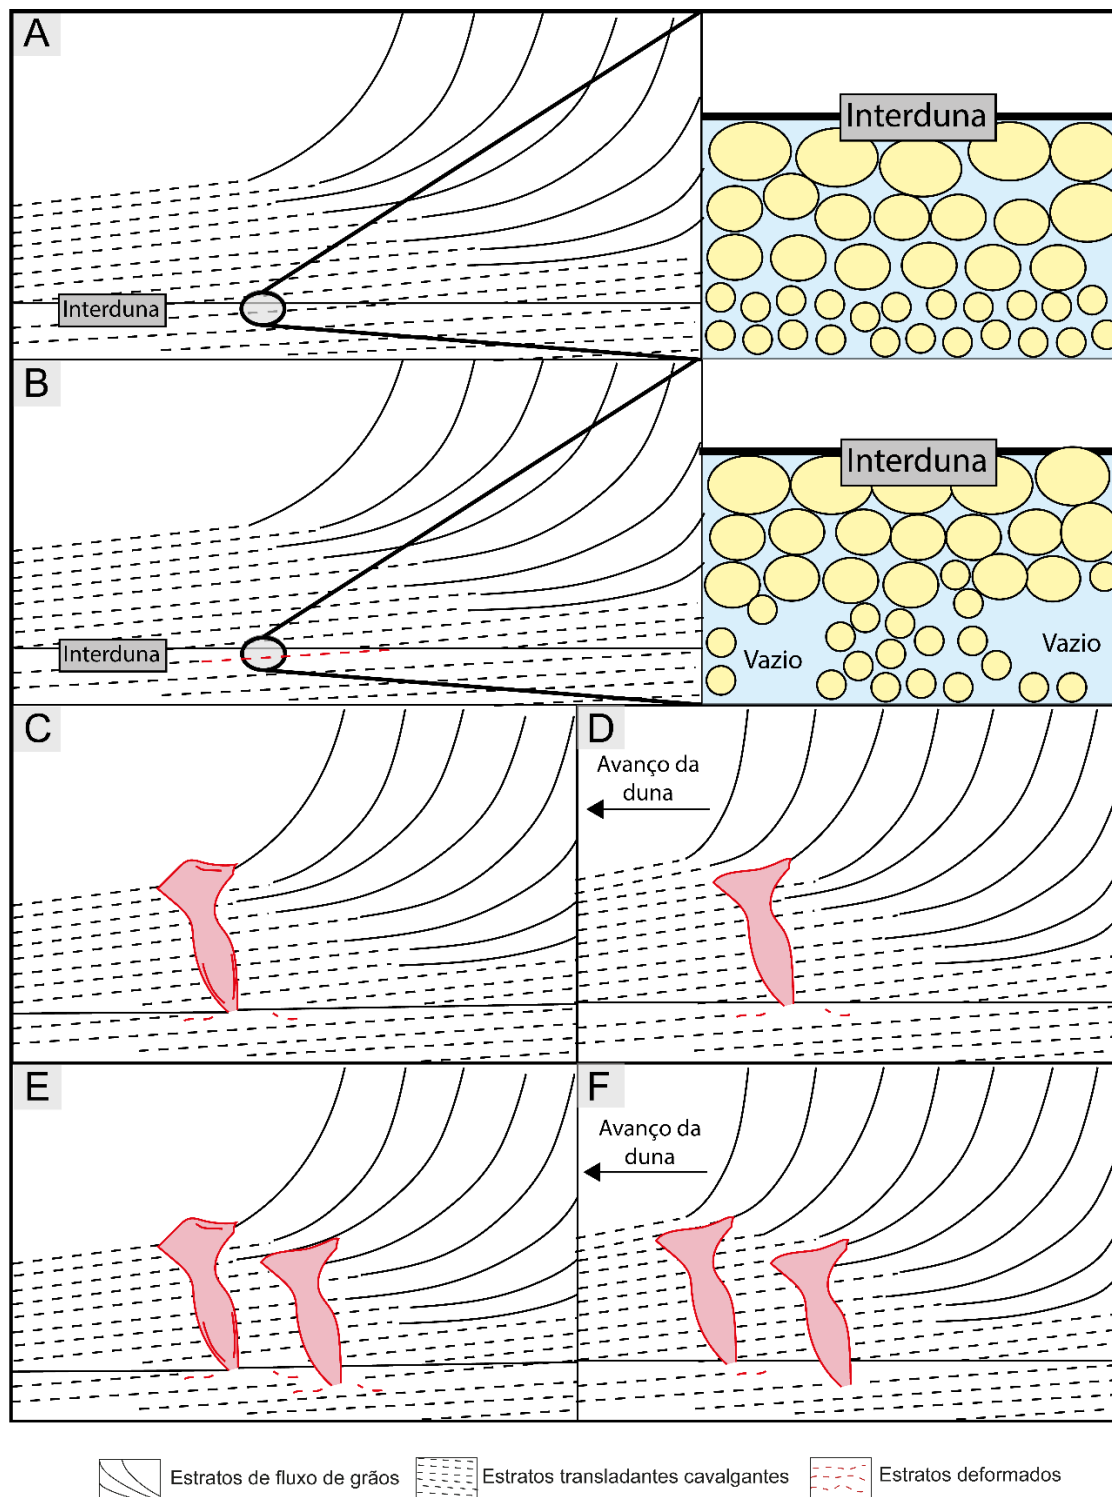 A
Interduna
Interduna
B
Interduna
Interduna
Vazio
Vazio
C
D
Avanço da
duna
E
F
Avanço da
duna
Estratos de fluxo de grãos
Estratos transladantes cavalgantes
Estratos deformados